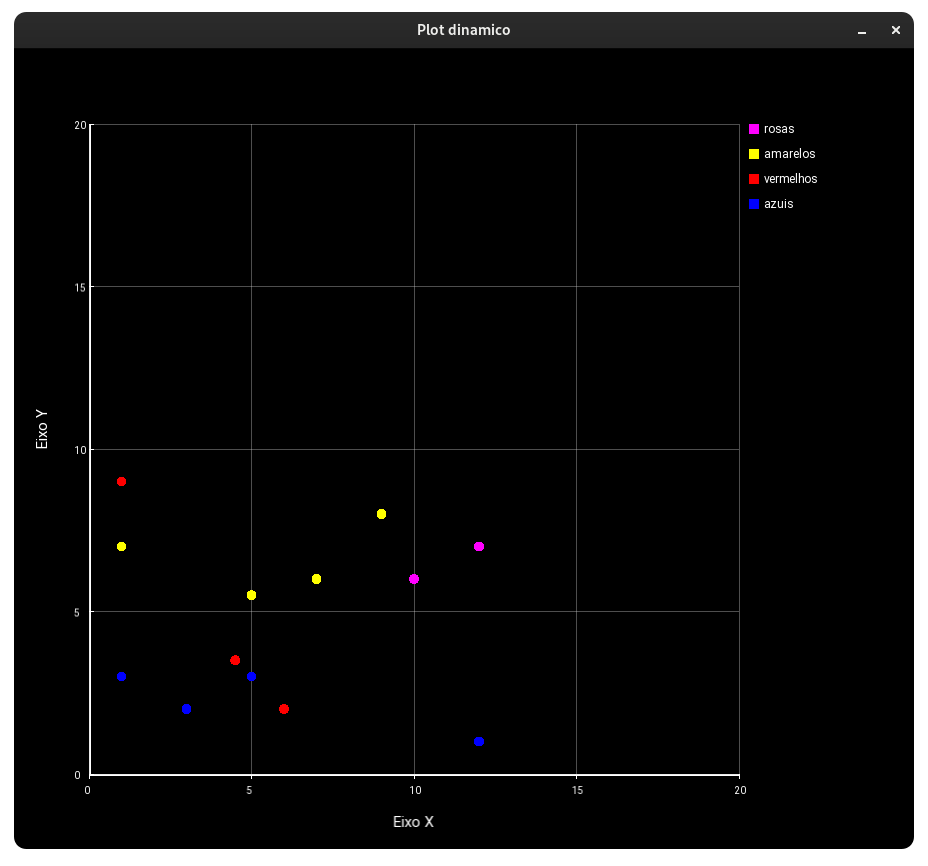 Plot dinamico
rosas
amarelos
vermelhos
azuis
20
15
10
5
0
Eixo Y
0 5 10 15 20
Eixo X